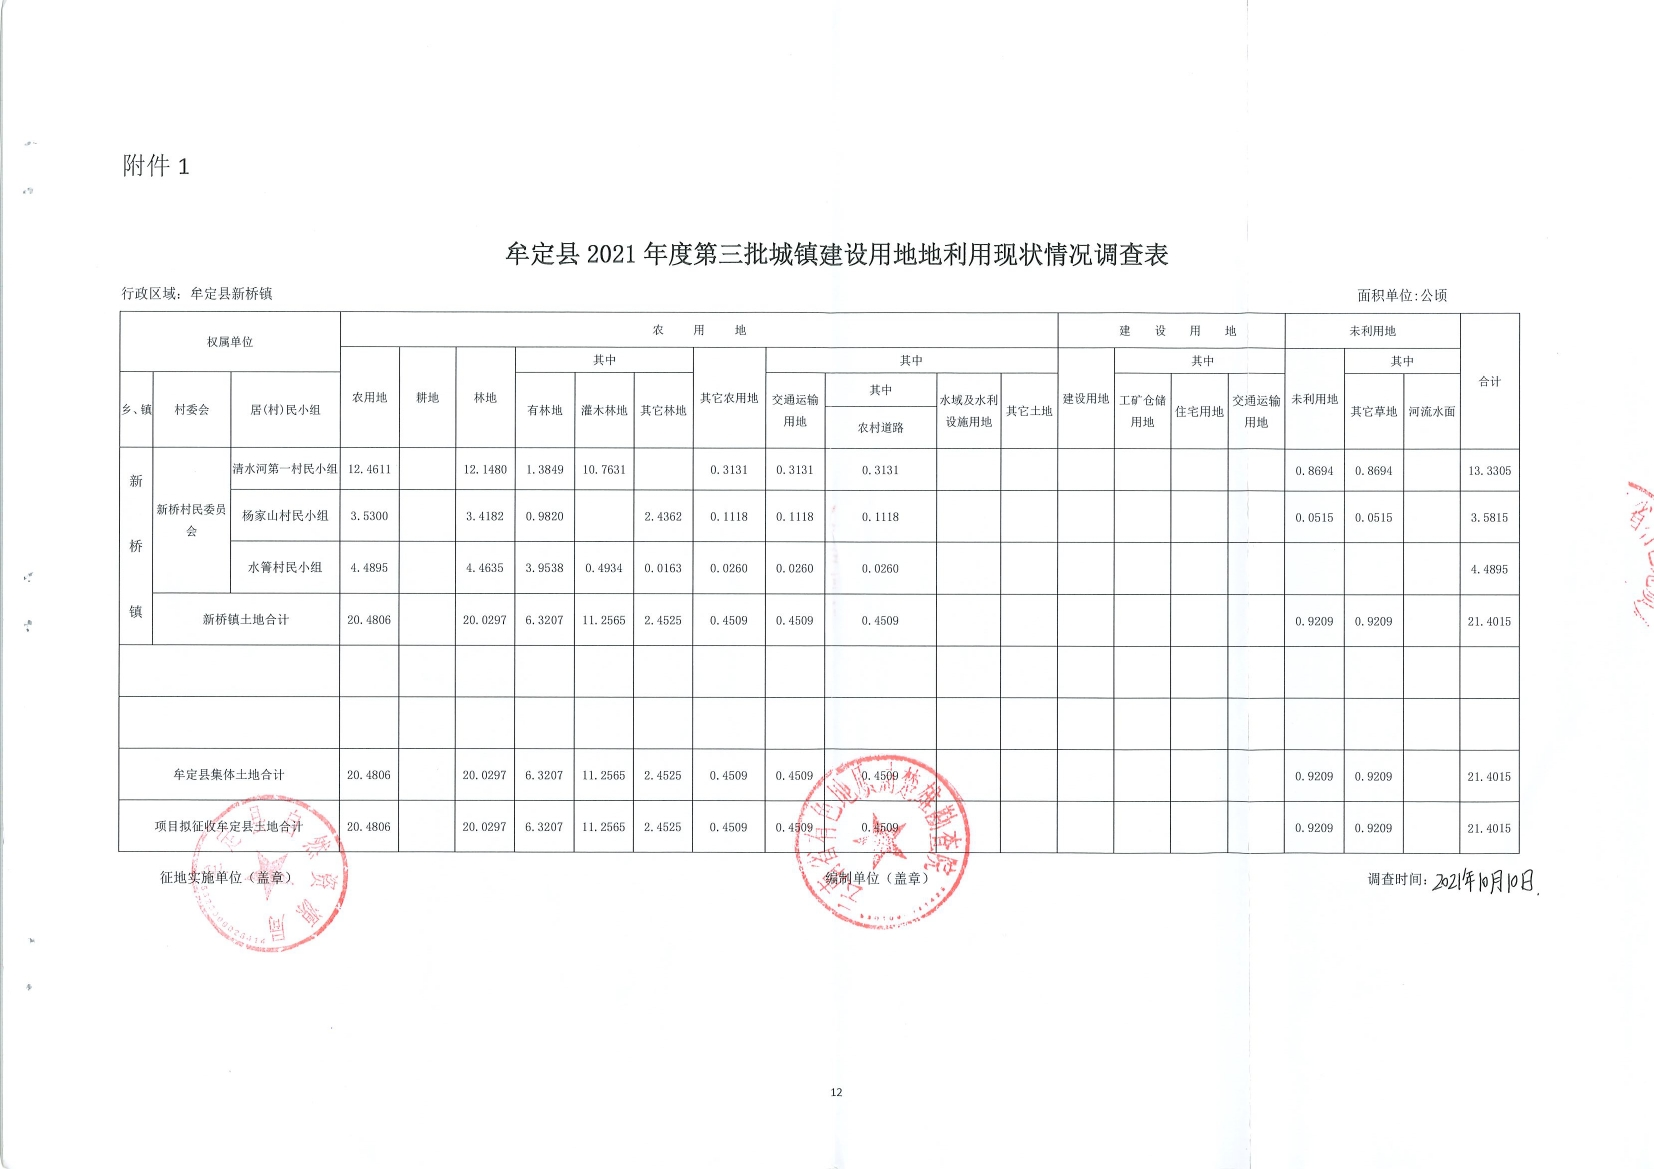 附件 1
牟定县 2021 年度第三批城镇建设用地地利用现状情况调查表
行政区域：牟定县新桥镇 面积单位:公顷
权属单位 农 用 地 建 设 用 地 未利用地 合计
乡、镇 村委会 居(村)民小组 农用地 耕地 林地 其中 其它农用地 其中 建设用地 其中 未利用地 其中
有林地 灌木林地 其它林地 交通运输用地 其中 水域及水利设施用地 其它土地 工矿仓储用地 住宅用地 交通运输用地 其它草地 河流水面
农村道路
新桥镇 新桥村民委员会 清水河第一村民小组 12.4611 12.1480 1.3849 10.7631 0.3131 0.3131 0.3131 0.8694 0.8694 13.3305
杨家山村民小组 3.5300 3.4182 0.9820 2.4362 0.1118 0.1118 0.1118 0.0515 0.0515 3.5815
水箐村民小组 4.4895 4.4635 3.9538 0.4934 0.0163 0.0260 0.0260 0.0260 4.4895
新桥镇土地合计 20.4806 20.0297 6.3207 11.2565 2.4525 0.4509 0.4509 0.4509 0.9209 0.9209 21.4015
牟定县集体土地合计 20.4806 20.0297 6.3207 11.2565 2.4525 0.4509 0.4509 0.4509 0.9209 0.9209 21.4015
项目拟征收牟定县土地合计 20.4806 20.0297 6.3207 11.2565 2.4525 0.4509 0.4509 0.4509 0.9209 0.9209 21.4015
征地实施单位（盖章） 编制单位（盖章） 调查时间：2021年10月10日.
12